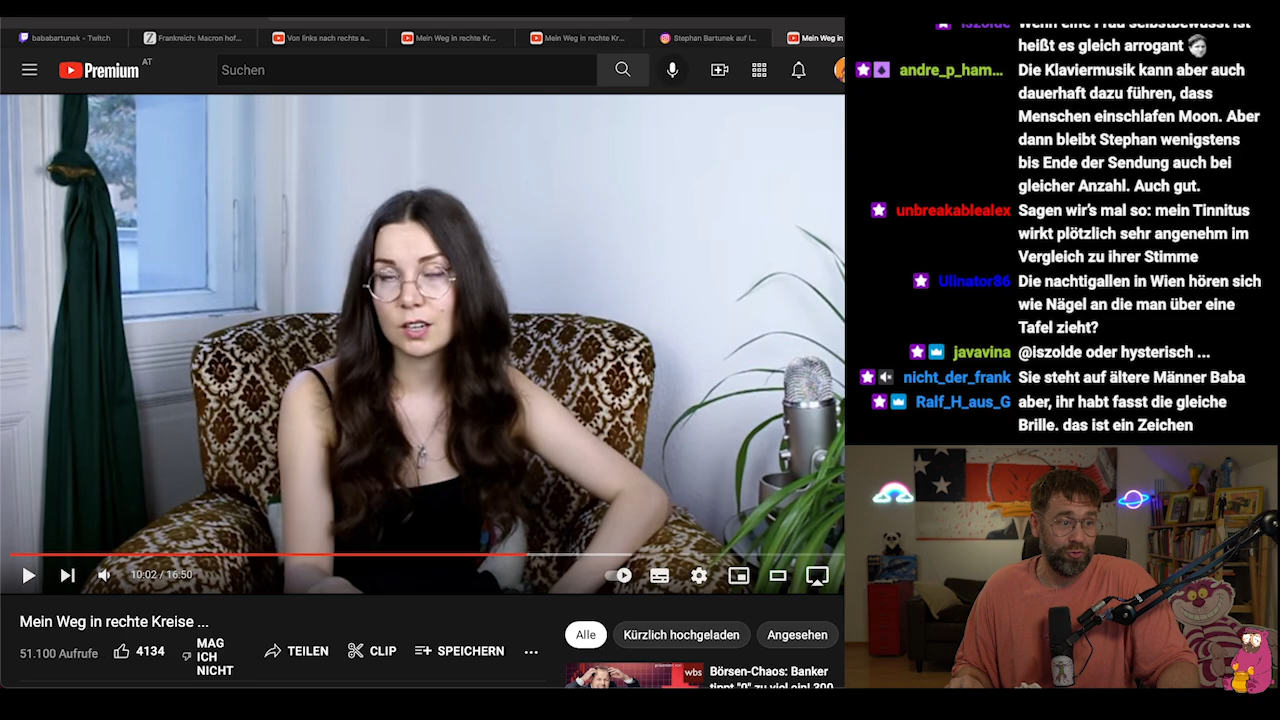 bababartunek - Twitch
Frankreich: Macron hof...
Von links nach rechts a...
Mein Weg in rechte Kr...
Mein Weg in rechte Kr...
Stephan Bartunek auf I...
Mein Weg in
Premium AT
Suchen
10:02 / 16:50
Mein Weg in rechte Kreise ...
51.100 Aufrufe
4134
MAG
ICH
NICHT
TEILEN
CLIP
SPEICHERN
...
Alle
Kürzlich hochgeladen
Angesehen
wbs
Börsen-Chaos: Banker
tippt "0" zu viel ein! 300
iszolde Wenn eine Frau selbstbewusst ist
heißt es gleich arrogant
andre_p_ham... Die Klaviermusik kann aber auch
dauerhaft dazu führen, dass
Menschen einschlafen Moon. Aber
dann bleibt Stephan wenigstens
bis Ende der Sendung auch bei
gleicher Anzahl. Auch gut.
unbreakablealex Sagen wir's mal so: mein Tinnitus
wirkt plötzlich sehr angenehm im
Vergleich zu ihrer Stimme
Ulinator86 Die nachtigallen in Wien hören sich
wie Nägel an die man über eine
Tafel zieht?
javavina @iszolde oder hysterisch ...
nicht_der_frank Sie steht auf ältere Männer Baba
Ralf_H_aus_G aber, ihr habt fasst die gleiche
Brille. das ist ein Zeichen